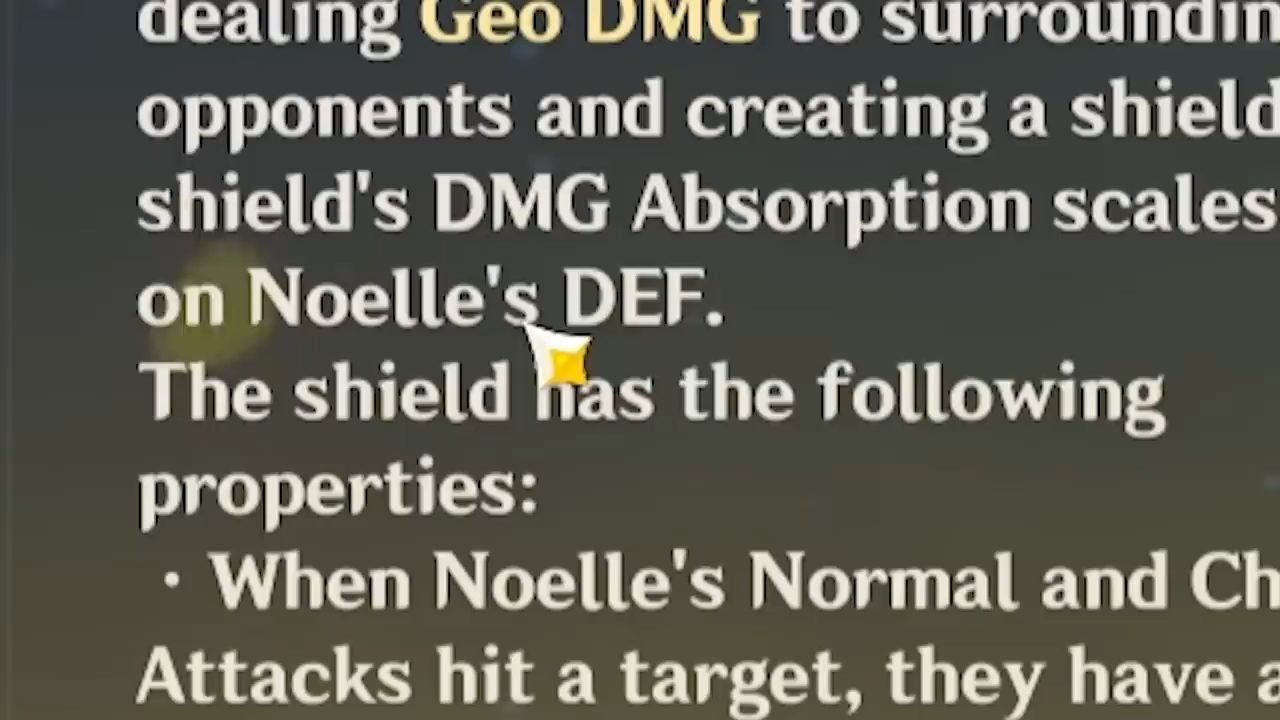 dealing Geo DMG to surroundin
opponents and creating a shield
shield's DMG Absorption scales
on Noelle's DEF.
The shield has the following
properties:
· When Noelle's Normal and Ch
Attacks hit a target, they have a